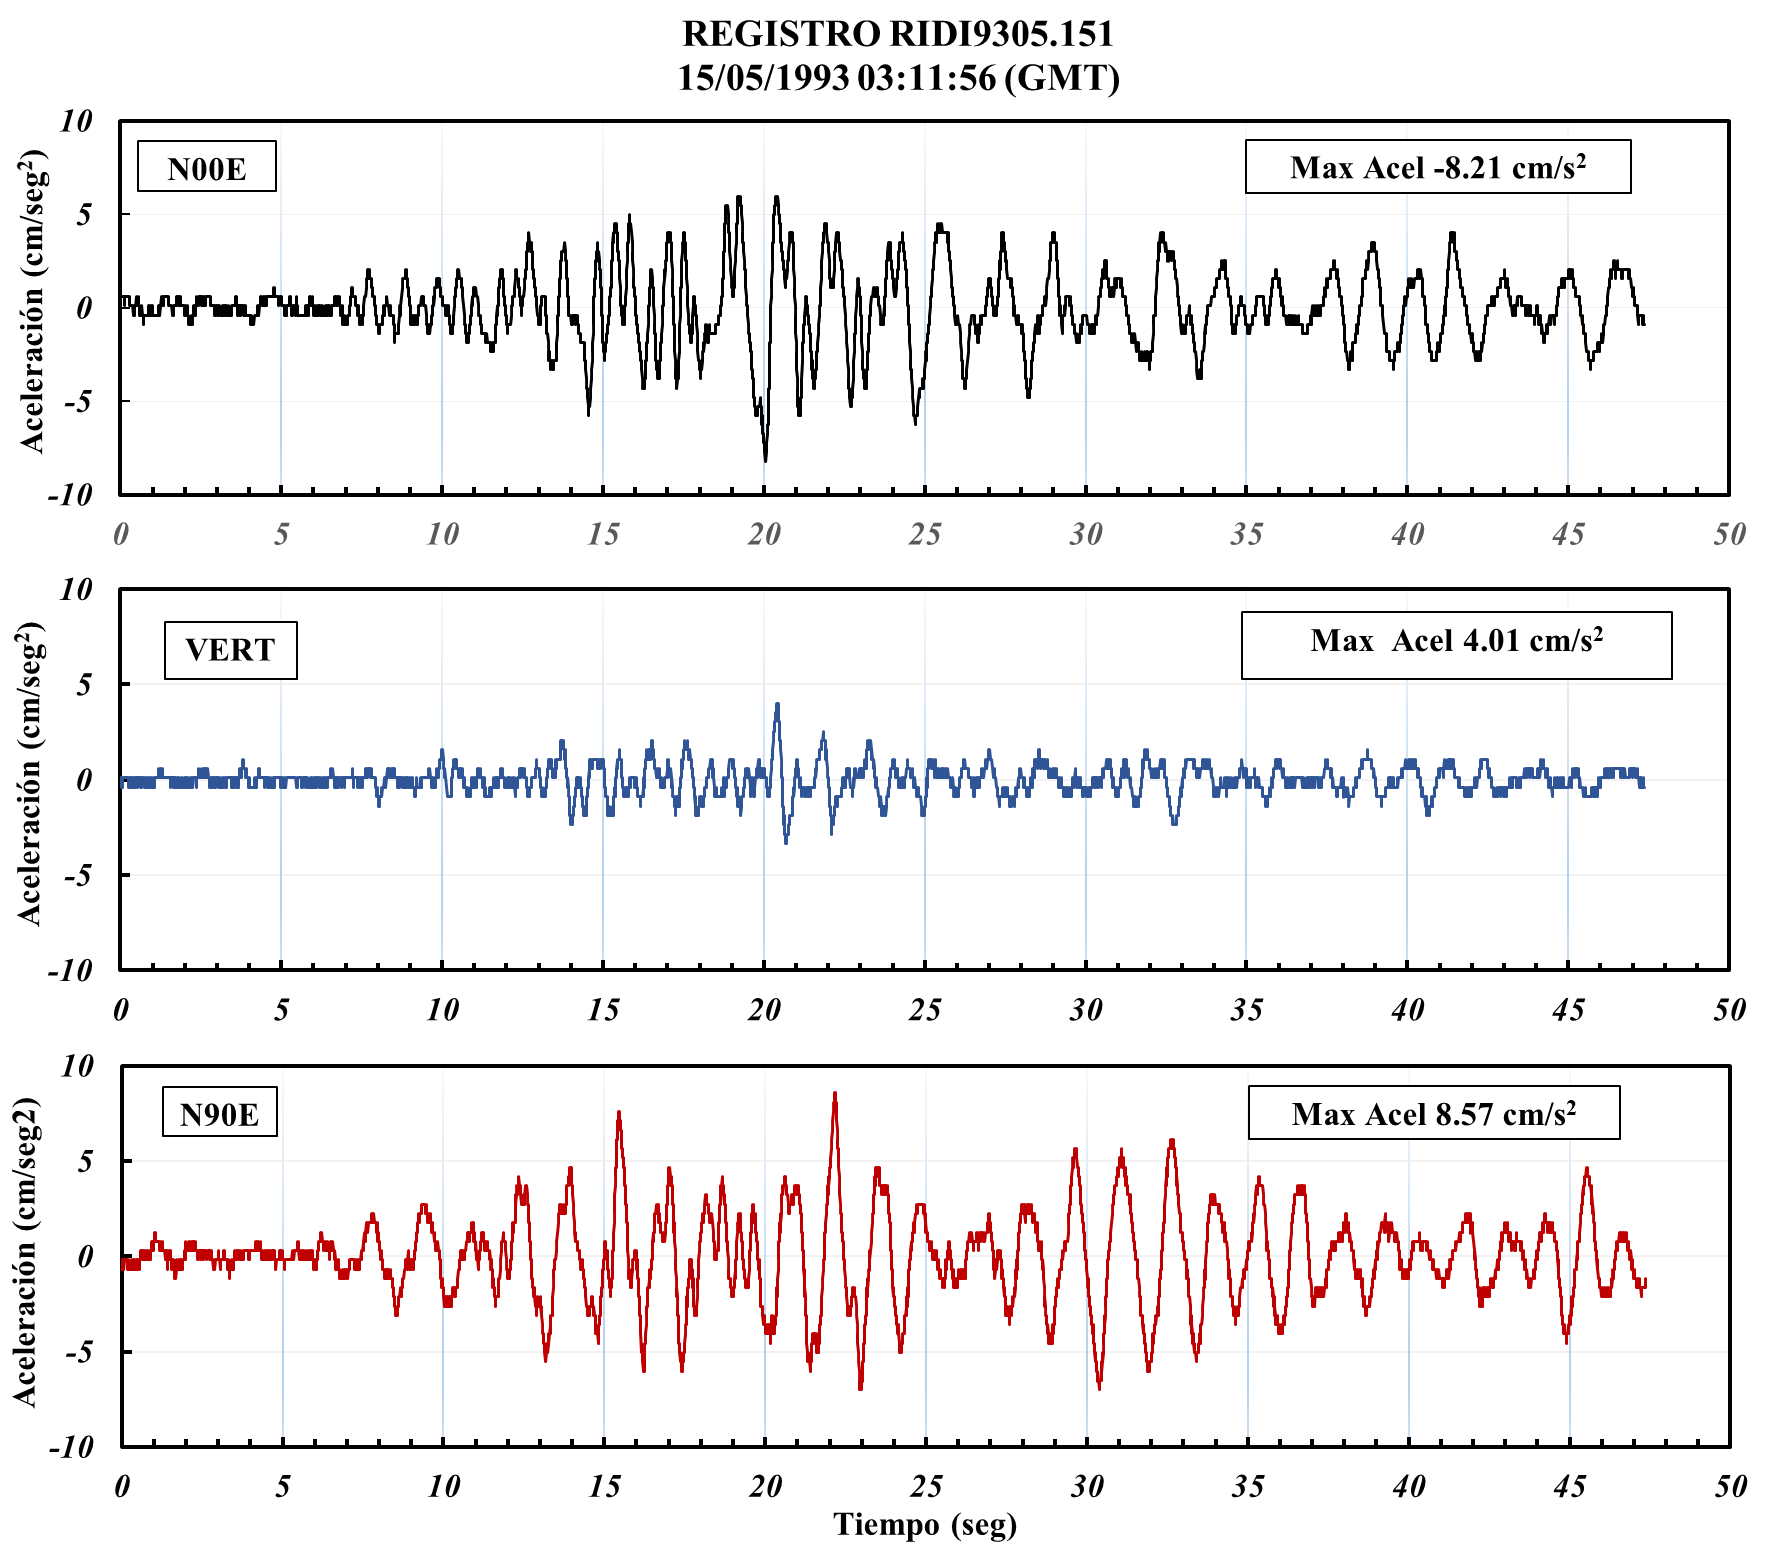 REGISTRO RIDI9305.151
15/05/1993 03:11:56 (GMT)
Aceleración (cm/seg²)
10
5
0
-5
-10
N00E
Max Acel -8.21 cm/s²
0 5 10 15 20 25 30 35 40 45 50
Aceleración (cm/seg²)
10
5
0
-5
-10
VERT
Max Acel 4.01 cm/s²
0 5 10 15 20 25 30 35 40 45 50
Aceleración (cm/seg2)
10
5
0
-5
-10
N90E
Max Acel 8.57 cm/s²
0 5 10 15 20 25 30 35 40 45 50
Tiempo (seg)